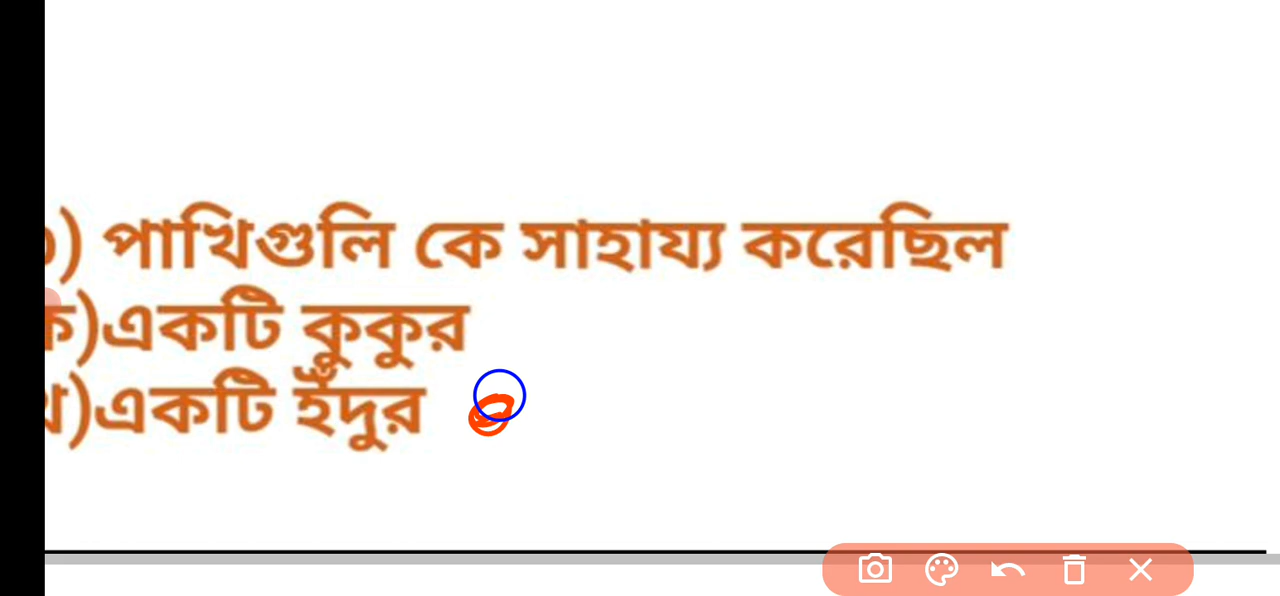 ) পাখিগুলি কে সাহায্য করেছিল
ক)একটি কুকুর
খ)একটি ইঁদুর